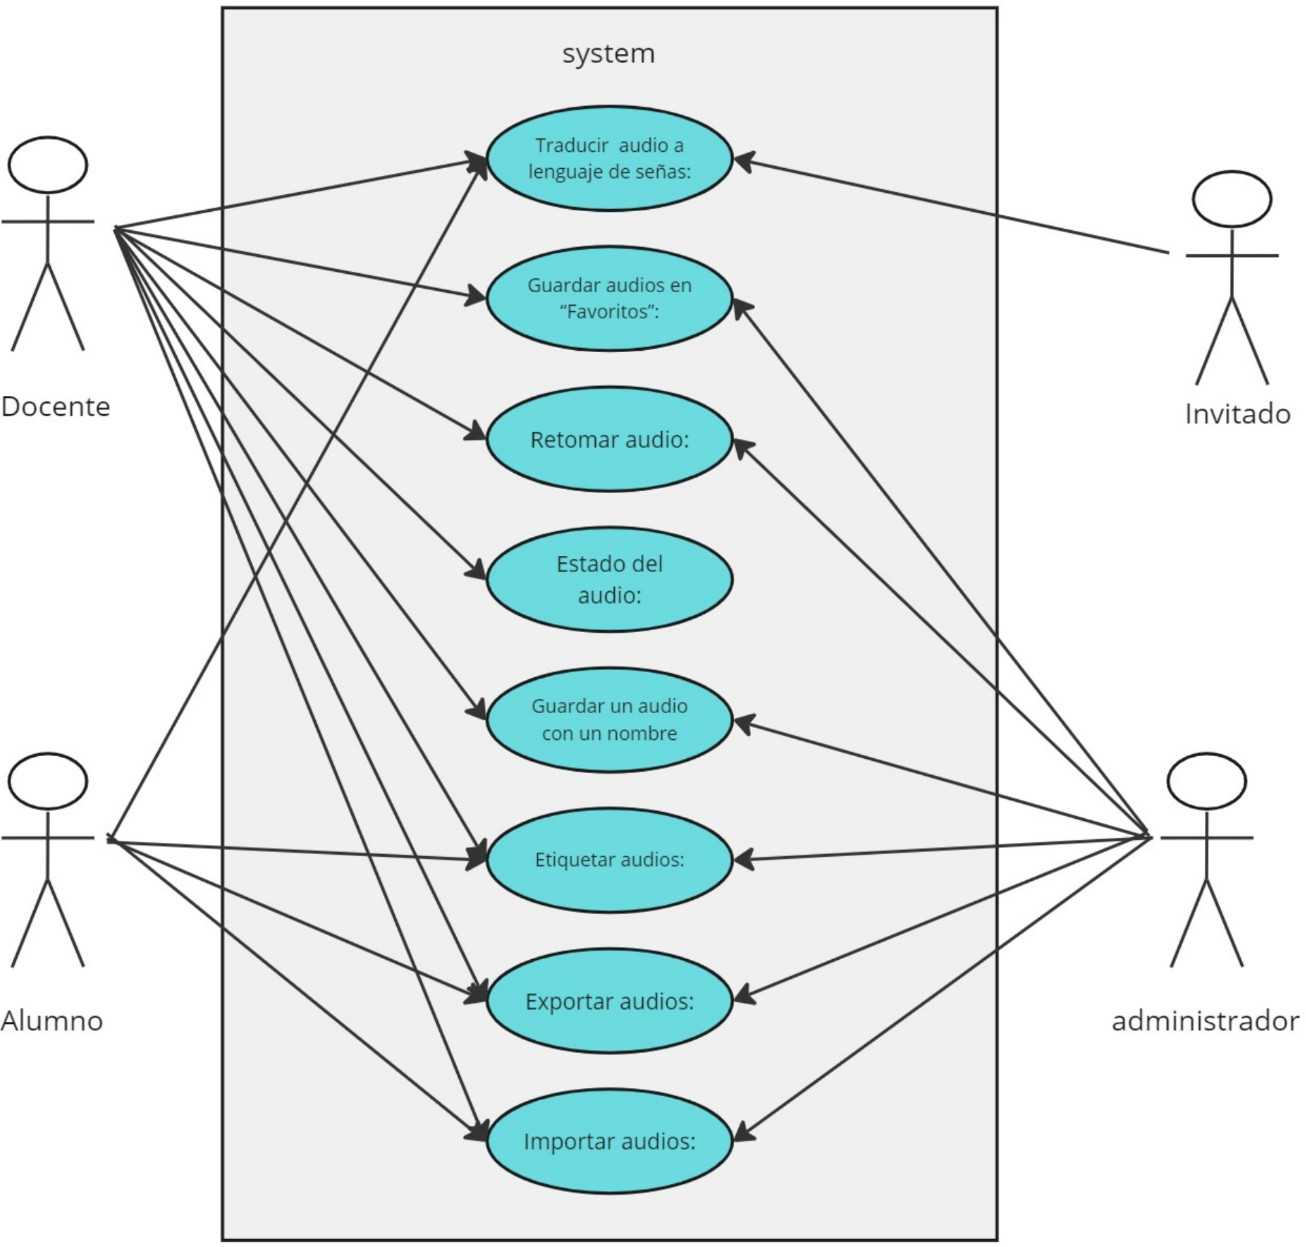 system
Traducir audio a
lenguaje de señas:
Guardar audios en
“Favoritos”:
Docente
Invitado
Retomar audio:
Estado del
audio:
Guardar un audio
con un nombre
Etiquetar audios:
Exportar audios:
Alumno
administrador
Importar audios: